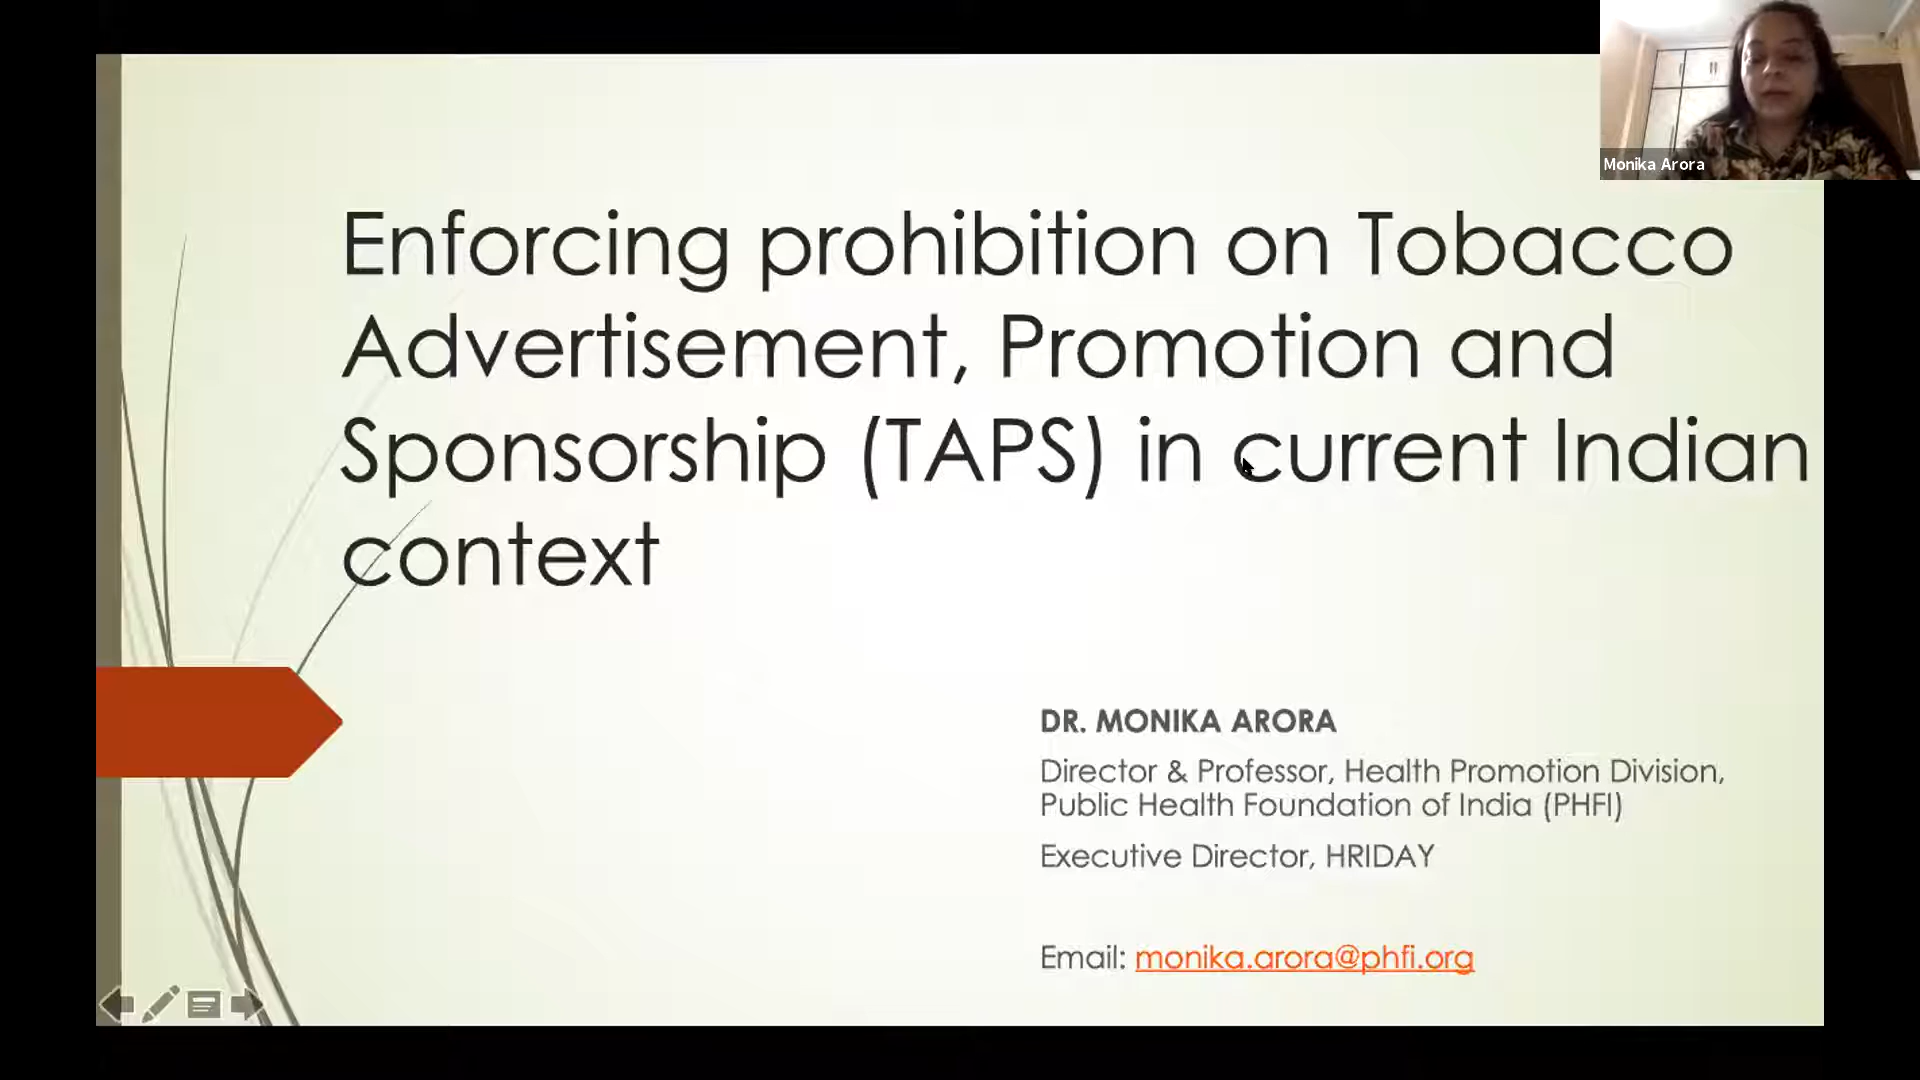 Monika Arora
Enforcing prohibition on Tobacco
Advertisement, Promotion and
Sponsorship (TAPS) in current Indian
context
DR. MONIKA ARORA
Director & Professor, Health Promotion Division,
Public Health Foundation of India (PHFI)
Executive Director, HRIDAY
Email: monika.arora@phfi.org